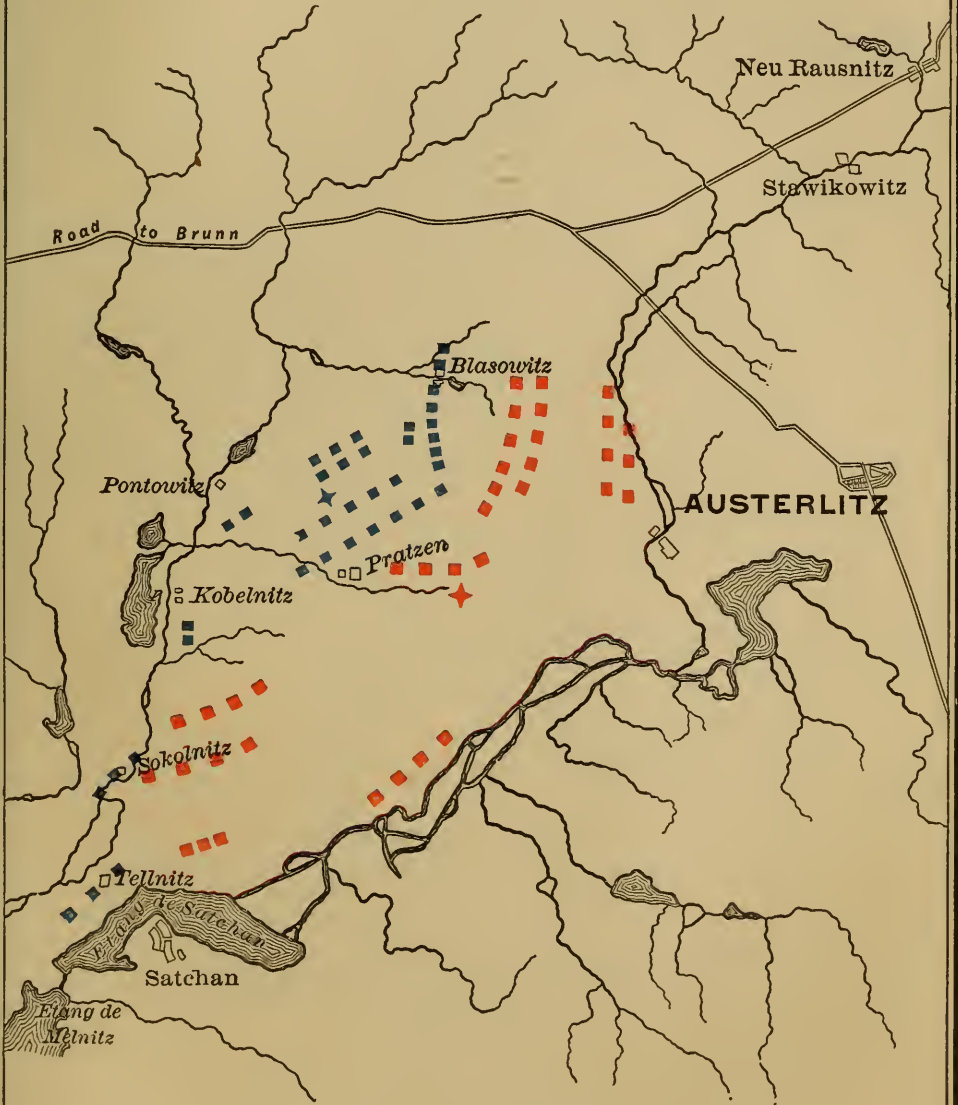 Neu Rausnitz
Stawikowitz
Road to Brunn
Blasowitz
Pontowitz
AUSTERLITZ
Pratzen
Kobelnitz
Sokolnitz
Tellnitz
Etang de Satchan
Satchan
Etang de
Melnitz